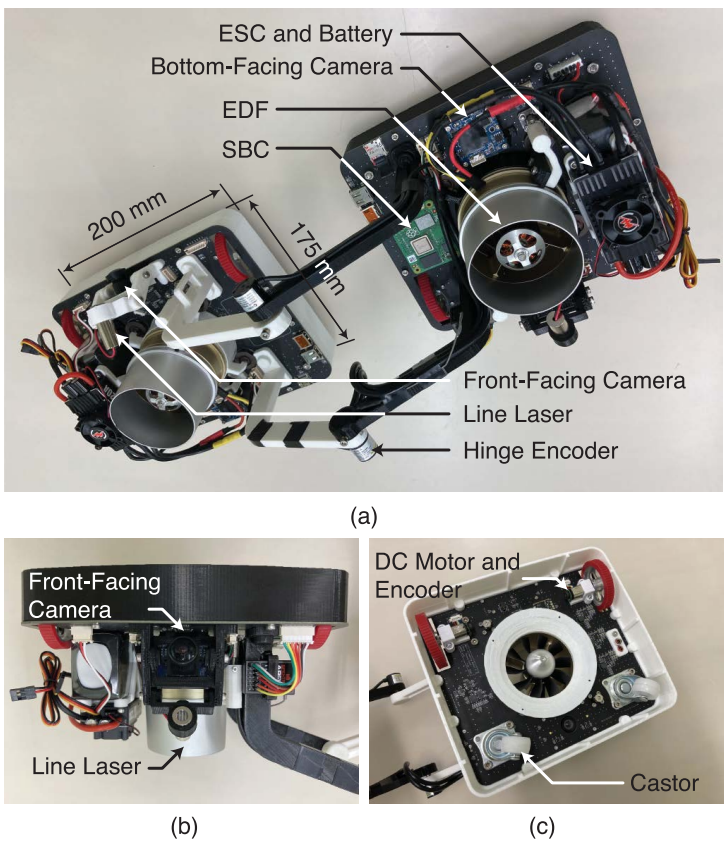 ESC and Battery
Bottom-Facing Camera
EDF
SBC
200 mm
175 mm
Front-Facing Camera
Line Laser
Hinge Encoder
(a)
Front-Facing
Camera
Line Laser
(b)
DC Motor and
Encoder
Castor
(c)